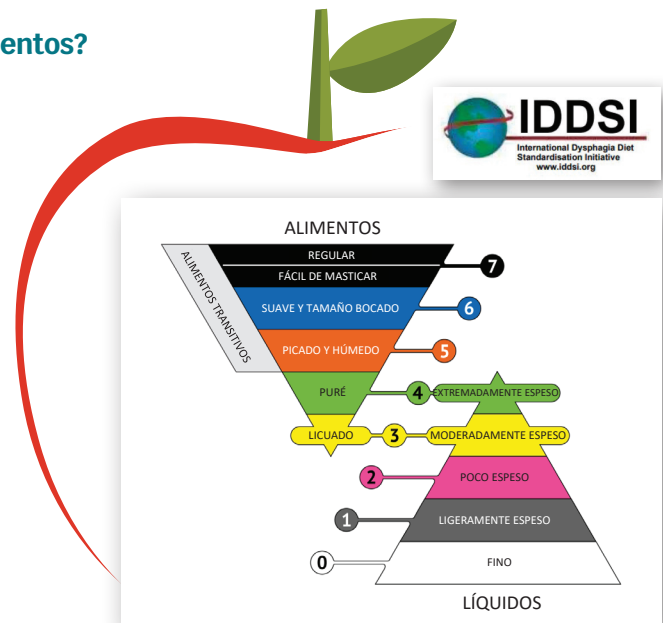 entos?
IDDSI
International Dysphagia Diet
Standardisation Initiative
www.iddsi.org
ALIMENTOS
ALIMENTOS TRANSITIVOS
REGULAR
FÁCIL DE MASTICAR
7
SUAVE Y TAMAÑO BOCADO
6
PICADO Y HÚMEDO
5
PURÉ
4
EXTREMADAMENTE ESPESO
LICUADO
3
MODERADAMENTE ESPESO
2
POCO ESPESO
1
LIGERAMENTE ESPESO
0
FINO
LÍQUIDOS